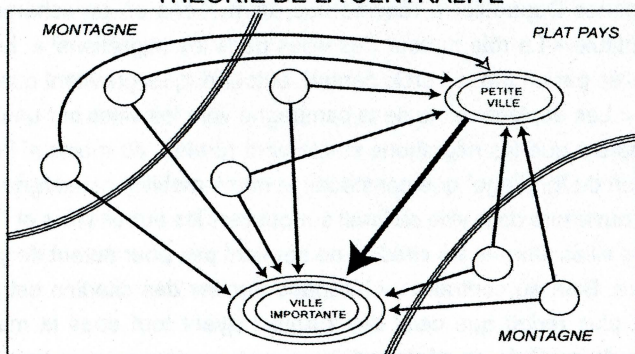 THÉORIE DE LA CENTRALITÉ
MONTAGNE
PLAT PAYS
PETITE
VILLE
VILLE
IMPORTANTE
MONTAGNE